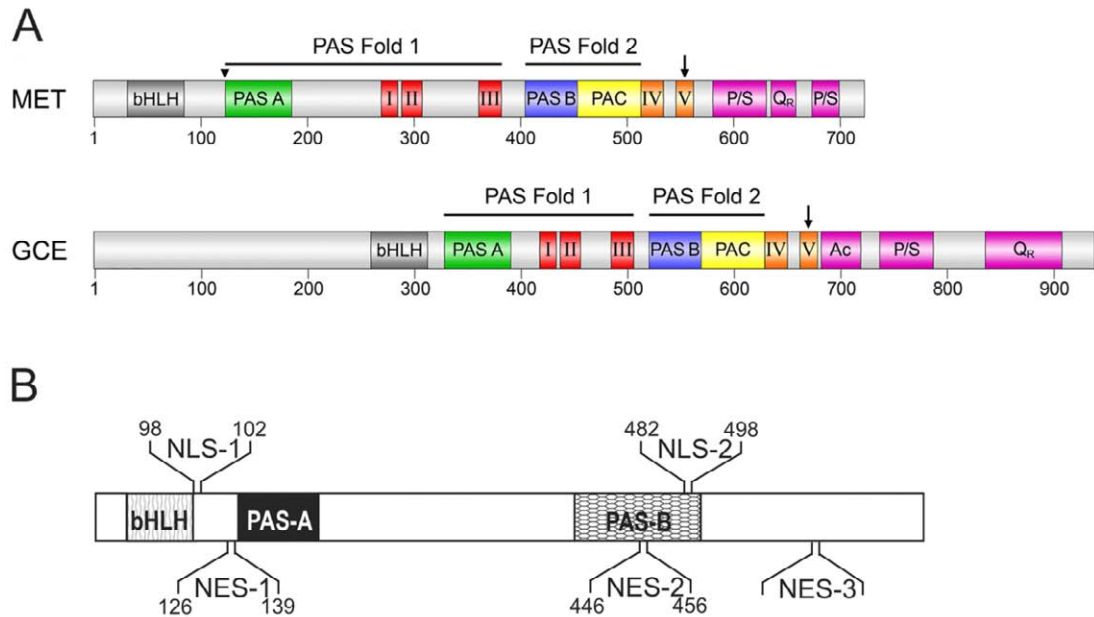 A
PAS Fold 1 PAS Fold 2
MET bHLH PAS A I II III PAS B PAC IV V P/S QR P/S
1 100 200 300 400 500 600 700
PAS Fold 1 PAS Fold 2
GCE bHLH PAS A I II III PAS B PAC IV V Ac P/S QR
1 100 200 300 400 500 600 700 800 900
B
98 102 482 498
NLS-1 NLS-2
bHLH PAS-A PAS-B
NES-1 NES-2 NES-3
126 139 446 456